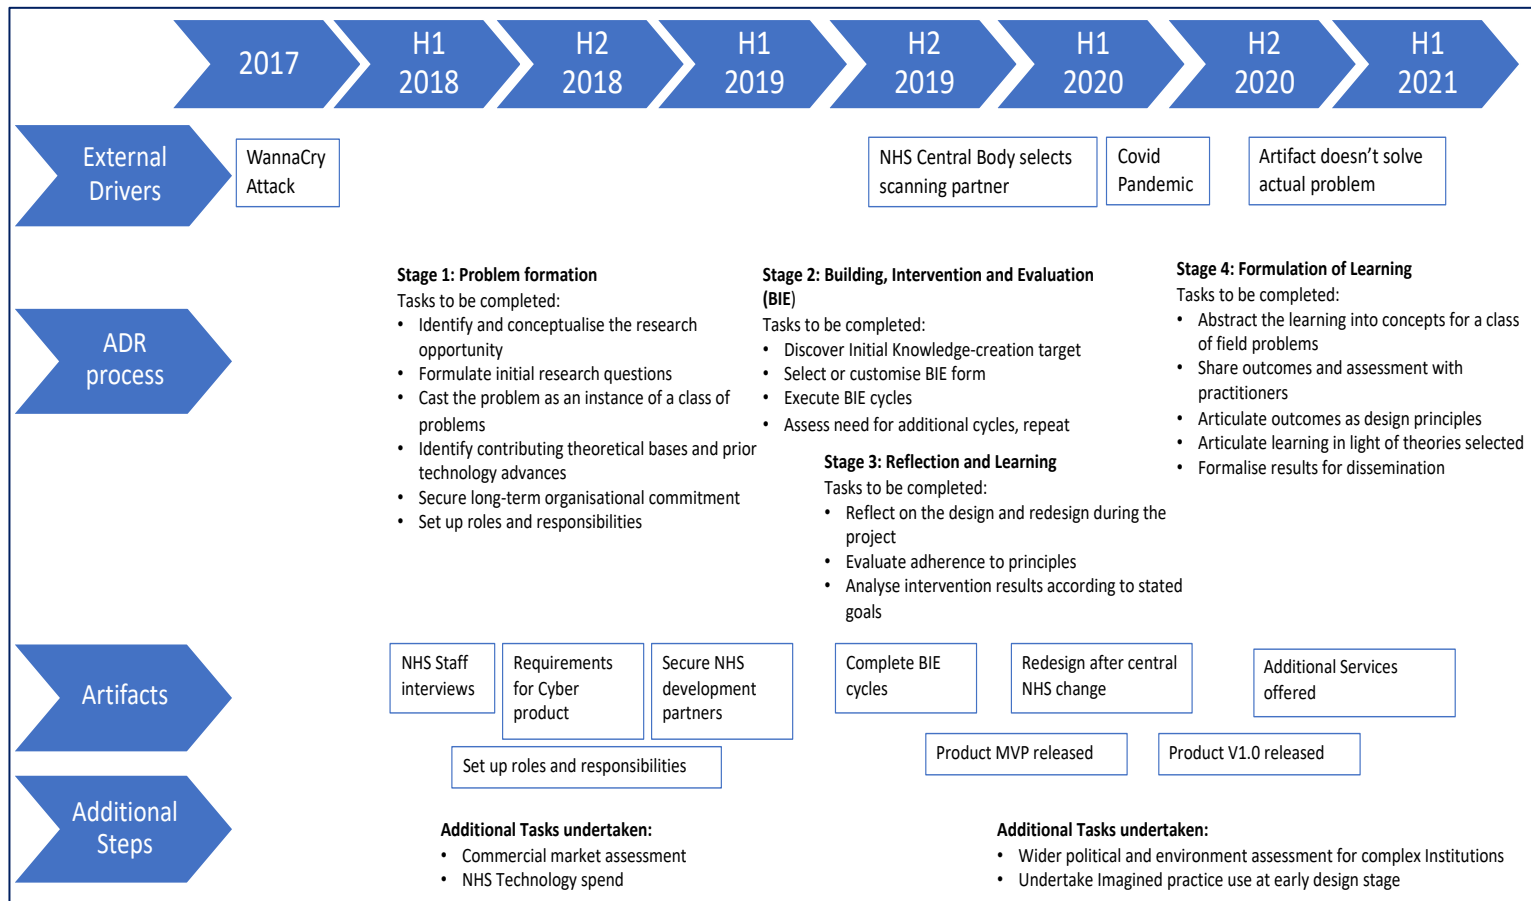 2017
H1
2018
H2
2018
H1
2019
H2
2019
H1
2020
H2
2020
H1
2021
External
Drivers
WannaCry
Attack
NHS Central Body selects
scanning partner
Covid
Pandemic
Artifact doesn’t solve
actual problem
ADR
process
Stage 1: Problem formation
Tasks to be completed:
• Identify and conceptualise the research
opportunity
• Formulate initial research questions
• Cast the problem as an instance of a class of
problems
• Identify contributing theoretical bases and prior
technology advances
• Secure long-term organisational commitment
• Set up roles and responsibilities
Stage 2: Building, Intervention and Evaluation
(BIE)
Tasks to be completed:
• Discover Initial Knowledge-creation target
• Select or customise BIE form
• Execute BIE cycles
• Assess need for additional cycles, repeat
Stage 3: Reflection and Learning
Tasks to be completed:
• Reflect on the design and redesign during the
project
• Evaluate adherence to principles
• Analyse intervention results according to stated
goals
Stage 4: Formulation of Learning
Tasks to be completed:
• Abstract the learning into concepts for a class
of field problems
• Share outcomes and assessment with
practitioners
• Articulate outcomes as design principles
• Articulate learning in light of theories selected
• Formalise results for dissemination
Artifacts
NHS Staff
interviews
Requirements
for Cyber
product
Secure NHS
development
partners
Complete BIE
cycles
Redesign after central
NHS change
Additional Services
offered
Set up roles and responsibilities
Product MVP released
Product V1.0 released
Additional
Steps
Additional Tasks undertaken:
• Commercial market assessment
• NHS Technology spend
Additional Tasks undertaken:
• Wider political and environment assessment for complex Institutions
• Undertake Imagined practice use at early design stage